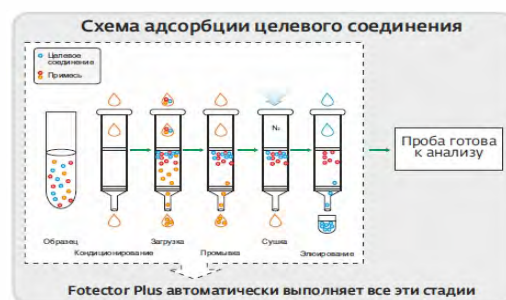 Схема адсорбции целевого соединения
Целевое
соединение
Примесь
N₂
Проба готова
к анализу
Образец
Кондиционирование
Загрузка
Промывка
Сушка
Элюирование
Fotector Plus автоматически выполняет все эти стадии